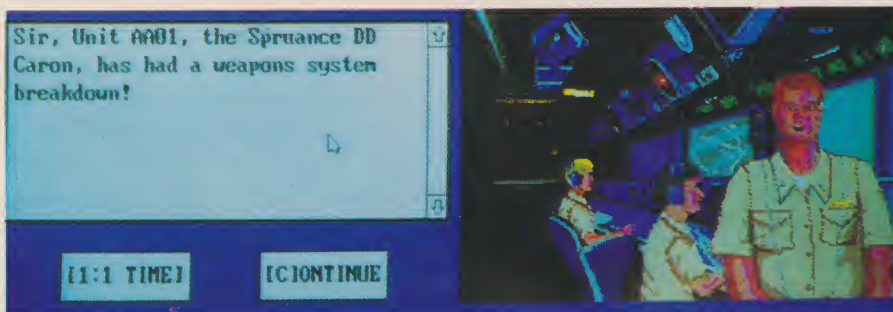 Sir, Unit AA01, the Spruance DD
Caron, has had a weapons system
breakdown!
[1:1 TIME]
[C]ONTINUE